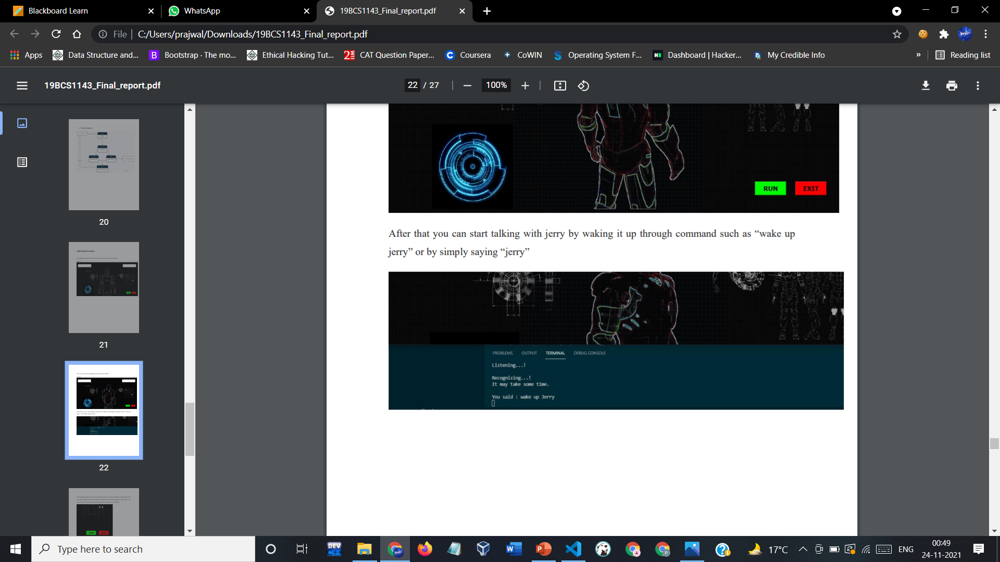 Blackboard Learn
WhatsApp
19BCS1143_Final_report.pdf
File
C:/Users/prajwal/Downloads/19BCS1143_Final_report.pdf
Apps
Data Structure and...
B
Bootstrap · The mo...
Ethical Hacking Tut...
CAT Question Paper...
Coursera
CoWIN
Operating System F...
Dashboard | Hacker...
My Credible Info
»
Reading list
19BCS1143_Final_report.pdf
22 / 27
100%
20
21
22
RUN
EXIT
After that you can start talking with jerry by waking it up through command such as “wake up
jerry” or by simply saying “jerry”
PROBLEMS
OUTPUT
TERMINAL
DEBUG CONSOLE
Listening...!
Recognizing...!
It may take some time.
You said : wake up Jerry
Type here to search
DEV
17°C
ENG
00:49
24-11-2021